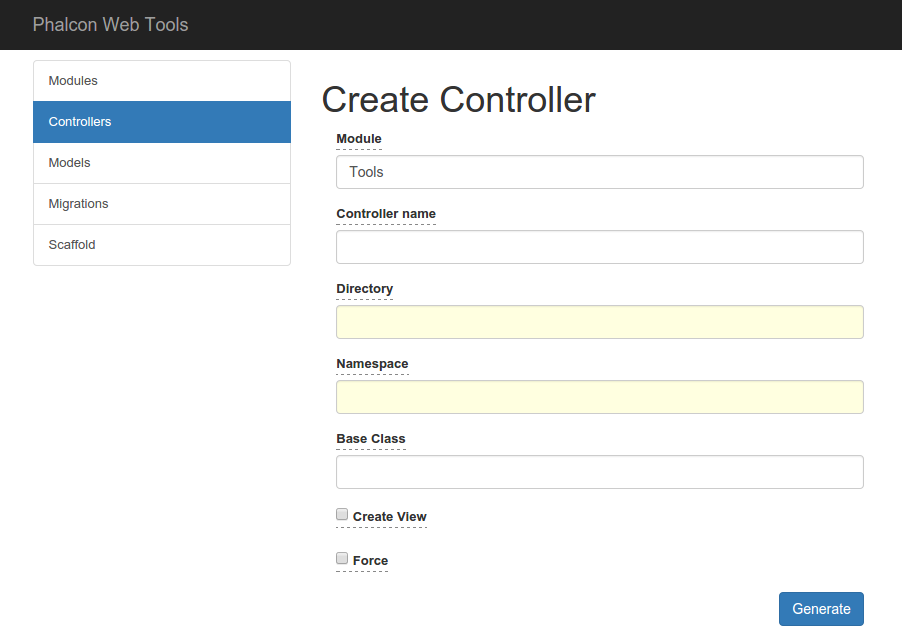 Phalcon Web Tools
Modules
Controllers
Models
Migrations
Scaffold
Create Controller
Module
Tools
Controller name
Directory
Namespace
Base Class
Create View
Force
Generate